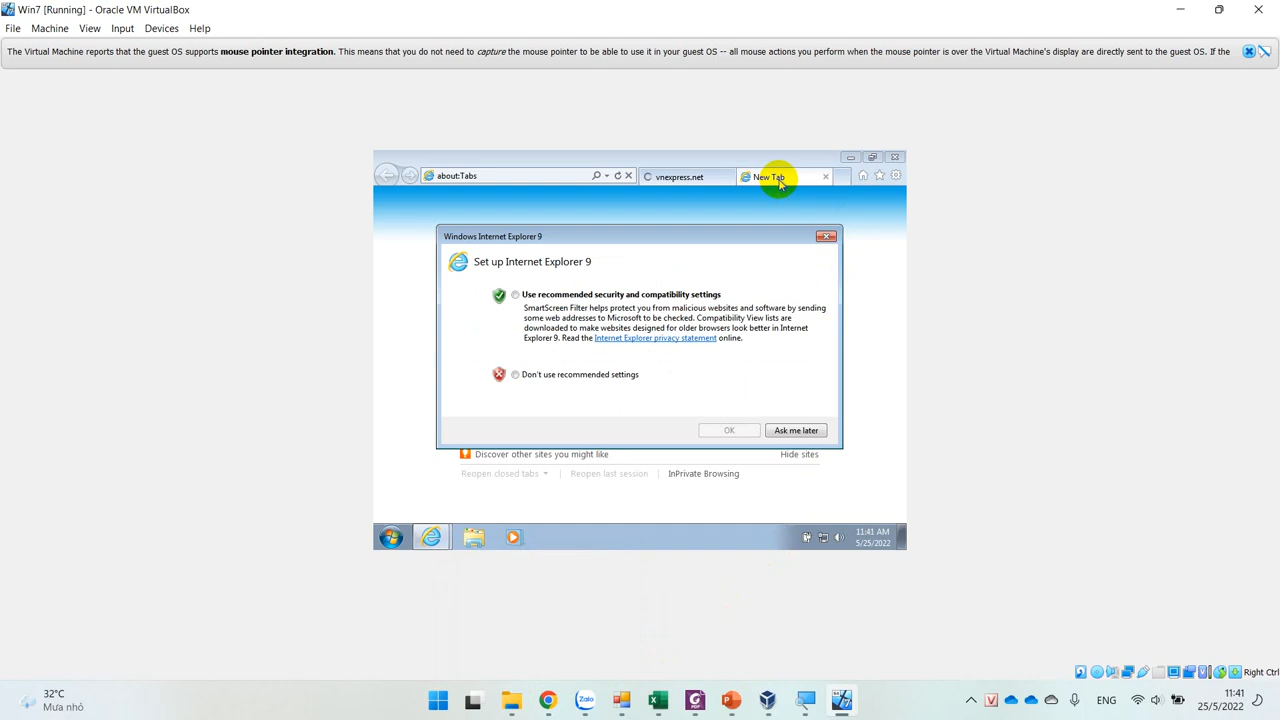 Win7 [Running] - Oracle VM VirtualBox
File Machine View Input Devices Help
The Virtual Machine reports that the guest OS supports mouse pointer integration. This means that you do not need to capture the mouse pointer to be able to use it in your guest OS -- all mouse actions you perform when the mouse pointer is over the Virtual Machine's display are directly sent to the guest OS. If the
about:Tabs
vnexpress.net
New Tab
Windows Internet Explorer 9
Set up Internet Explorer 9
Use recommended security and compatibility settings
SmartScreen Filter helps protect you from malicious websites and software by sending
some web addresses to Microsoft to be checked. Compatibility View lists are
downloaded to make websites designed for older browsers look better in Internet
Explorer 9. Read the Internet Explorer privacy statement online.
Don't use recommended settings
OK
Ask me later
Discover other sites you might like
Hide sites
Reopen closed tabs | Reopen last session | InPrivate Browsing
11:41 AM
5/25/2022
Right Ctrl
32°C
Mưa nhỏ
ENG
11:41
25/5/2022